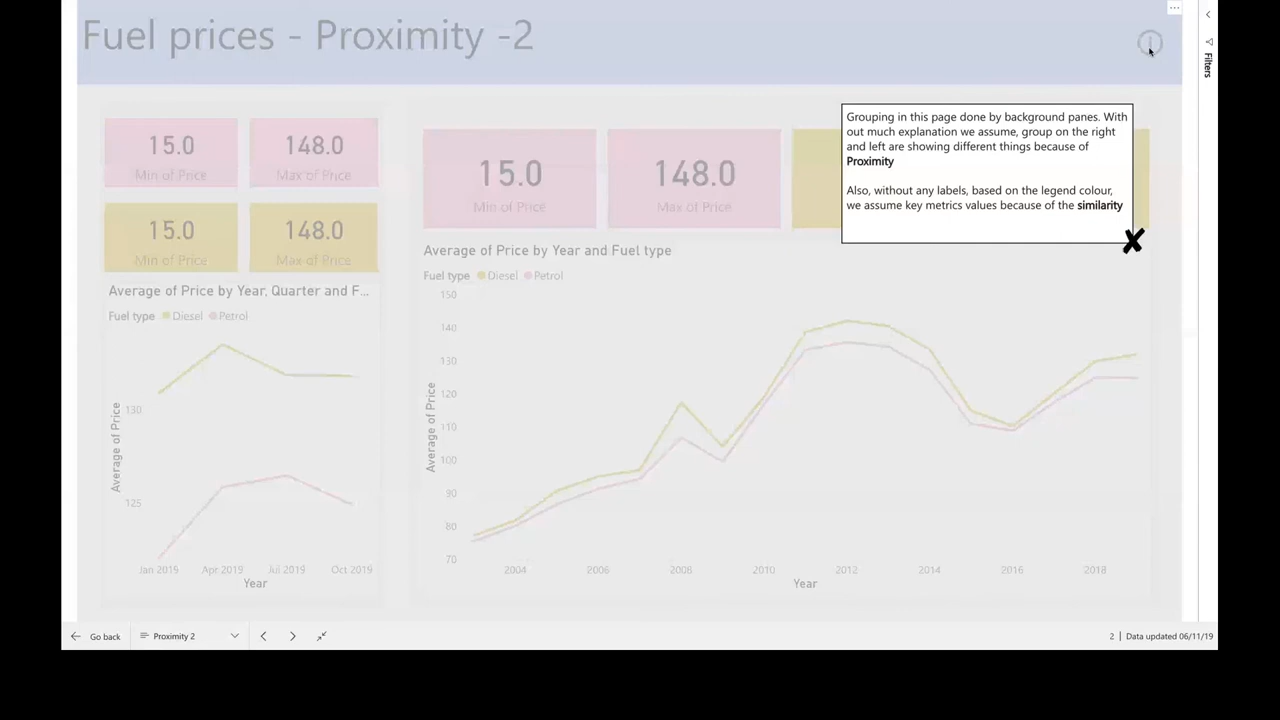 Fuel prices - Proximity -2
Filters
Grouping in this page done by background panes. With
out much explanation we assume, group on the right
and left are showing different things because of
Proximity
Also, without any labels, based on the legend colour,
we assume key metrics values because of the similarity
15.0
Min of Price
148.0
Max of Price
15.0
Min of Price
148.0
Max of Price
Average of Price by Year, Quarter and F...
Fuel type Diesel Petrol
Average of Price
130
125
Jan 2019 Apr 2019 Jul 2019 Oct 2019
Year
15.0
Min of Price
148.0
Max of Price
Average of Price by Year and Fuel type
Fuel type Diesel Petrol
Average of Price
150
140
130
120
110
100
90
80
70
2004 2006 2008 2010 2012 2014 2016 2018
Year
Go back
Proximity 2
2 | Data updated 06/11/19